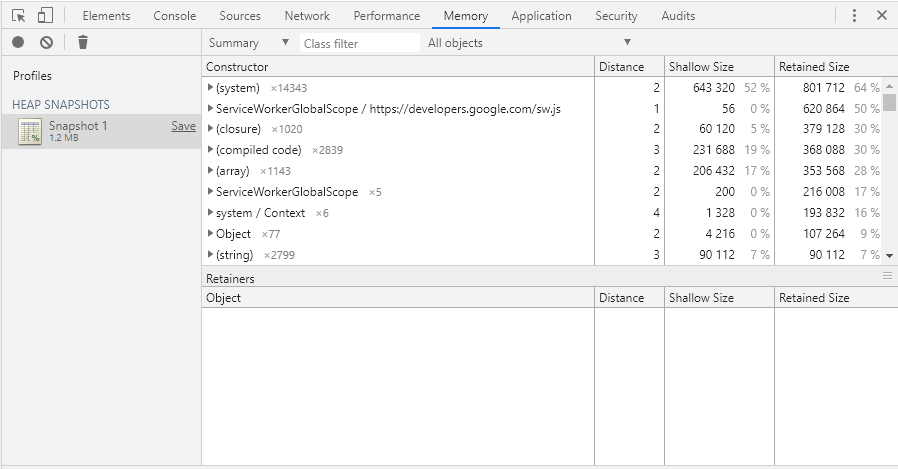 Elements Console Sources Network Performance Memory Application Security Audits
Summary ▼ Class filter All objects ▼
Profiles
HEAP SNAPSHOTS
Snapshot 1 Save
1.2 MB
Constructor Distance Shallow Size Retained Size
(system) ×14343 2 643 320 52 % 801 712 64 %
ServiceWorkerGlobalScope / https://developers.google.com/sw.js 1 56 0 % 620 864 50 %
(closure) ×1020 2 60 120 5 % 379 128 30 %
(compiled code) ×2839 3 231 688 19 % 368 088 30 %
(array) ×1143 2 206 432 17 % 353 568 28 %
ServiceWorkerGlobalScope ×5 2 200 0 % 216 008 17 %
system / Context ×6 4 1 328 0 % 193 832 16 %
Object ×77 2 4 216 0 % 107 264 9 %
(string) ×2799 3 90 112 7 % 90 112 7 %
Retainers
Object Distance Shallow Size Retained Size